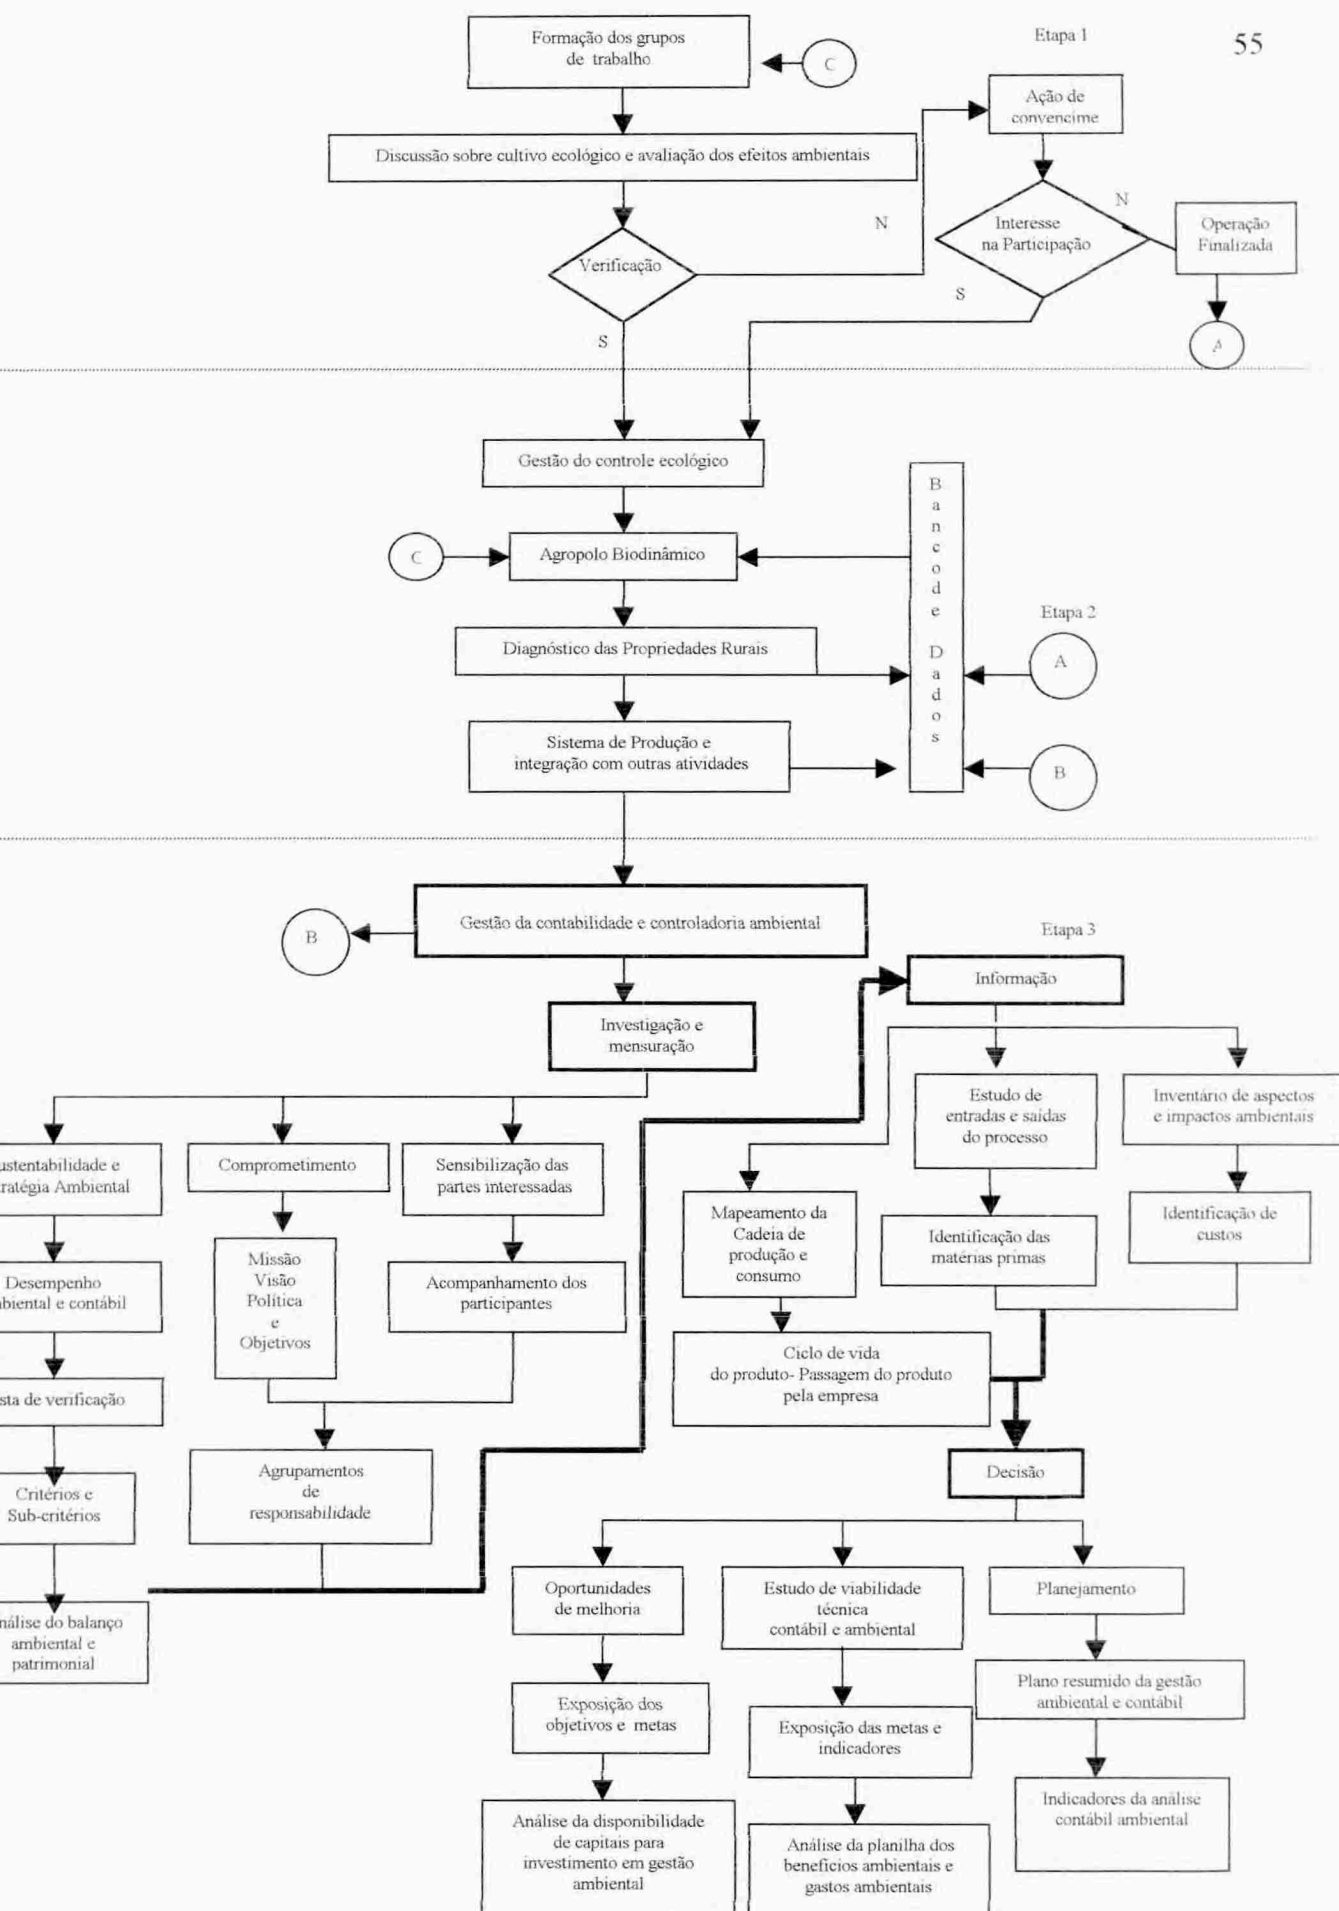 Etapa 1
55
Formação dos grupos
de trabalho
C
Ação de
convencime
Discussão sobre cultivo ecológico e avaliação dos efeitos ambientais
N
Interesse
na Participação
N
Operação
Finalizada
Verificação
S
S
A
Gestão do controle ecológico
C
Agropolo Biodinâmico
Banco de Dados
Etapa 2
Diagnóstico das Propriedades Rurais
A
Sistema de Produção e
integração com outras atividades
B
Gestão da contabilidade e controladoria ambiental
B
Etapa 3
Informação
Investigação e
mensuração
Estudo de
entradas e saídas
do processo
Inventário de aspectos
e impactos ambientais
ustentabilidade e
tratégia Ambiental
Comprometimento
Sensibilização das
partes interessadas
Mapeamento da
Cadeia de
produção e
consumo
Identificação das
matérias primas
Identificação de
custos
Desempenho
biental e contábil
Missão
Visão
Política
e
Objetivos
Acompanhamento dos
participantes
Ciclo de vida
do produto- Passagem do produto
pela empresa
sta de verificação
Agrupamentos
de
responsabilidade
Decisão
Critérios e
Sub-critérios
Oportunidades
de melhoria
Estudo de viabilidade
técnica
contábil e ambiental
Planejamento
nálise do balanço
ambiental e
patrimonial
Exposição dos
objetivos e metas
Exposição das metas e
indicadores
Plano resumido da gestão
ambiental e contábil
Análise da disponibilidade
de capitais para
investimento em gestão
ambiental
Análise da planilha dos
benefícios ambientais e
gastos ambientais
Indicadores da análise
contábil ambiental